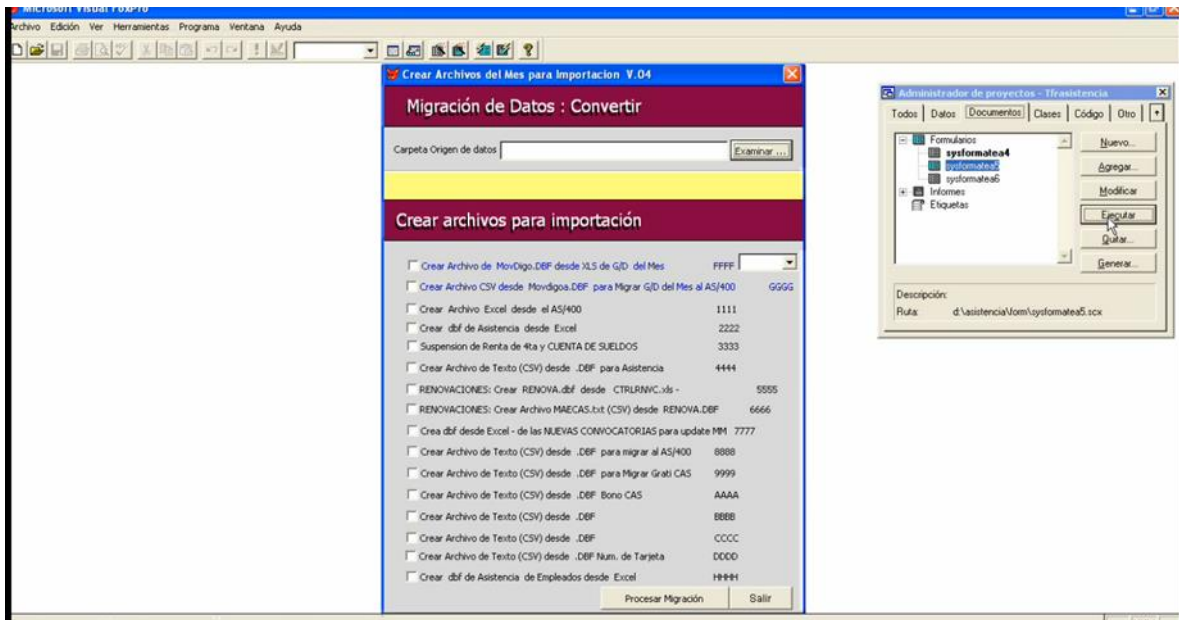 Microsoft Visual FoxPro
Archivo Edición Ver Herramientas Programa Ventana Ayuda
Crear Archivos del Mes para Importacion V.04
Migración de Datos : Convertir
Carpeta Origen de datos
Examinar ...
Crear archivos para importación
Crear Archivo de MovDigo.DBF desde XLS de G/D del Mes FFFF
Crear Archivo CSV desde Movdigoa.DBF para Migrar G/D del Mes al AS/400 GGGG
Crear Archivo Excel desde el AS/400 1111
Crear dbf de Asistencia desde Excel 2222
Suspension de Renta de 4ta y CUENTA DE SUELDOS 3333
Crear Archivo de Texto (CSV) desde .DBF para Asistencia 4444
RENOVACIONES: Crear RENOVA.dbf desde CTRLRNVC.xls - 5555
RENOVACIONES: Crear Archivo MAECAS.txt (CSV) desde RENOVA.DBF 6666
Crea dbf desde Excel - de las NUEVAS CONVOCATORIAS para update MM 7777
Crear Archivo de Texto (CSV) desde .DBF para migrar al AS/400 8888
Crear Archivo de Texto (CSV) desde .DBF para Migrar Grati CAS 9999
Crear Archivo de Texto (CSV) desde .DBF Bono CAS AAAA
Crear Archivo de Texto (CSV) desde .DBF BBBB
Crear Archivo de Texto (CSV) desde .DBF CCCC
Crear Archivo de Texto (CSV) desde .DBF Num. de Tarjeta DDDD
Crear dbf de Asistencia de Empleados desde Excel HHHH
Procesar Migración Salir
Administrador de proyectos - Tfrasistencia
Todos Datos Documentos Clases Código Otro
Formularios
sysformatea4
sysformatea5
sysformatea6
Informes
Etiquetas
Nuevo...
Agregar...
Modificar
Ejecutar
Quitar...
Generar...
Descripción:
Ruta: d:\asistencia\form\sysformatea5.scx